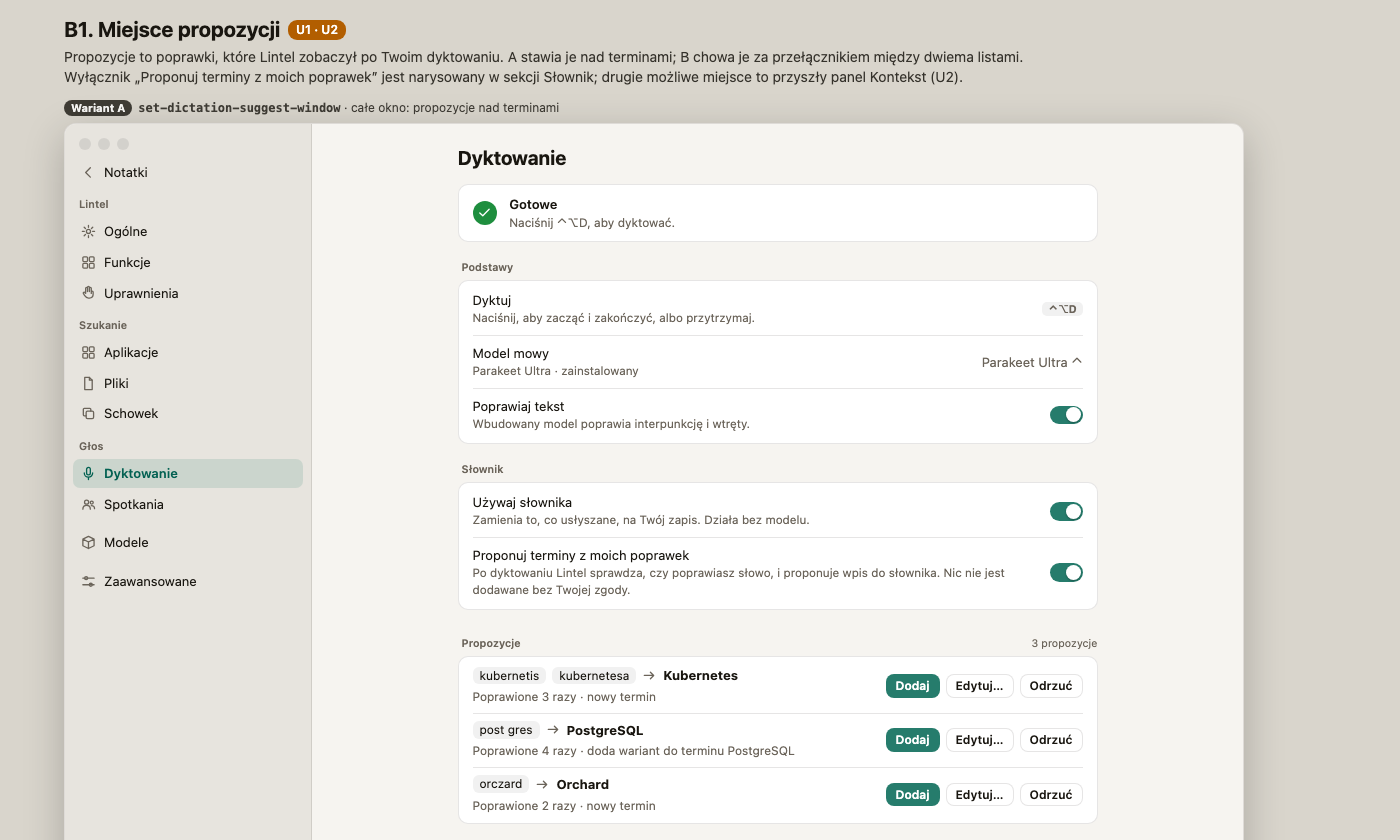 B1. Miejsce propozycji U1 · U2
Propozycje to poprawki, które Lintel zobaczył po Twoim dyktowaniu. A stawia je nad terminami; B chowa je za przełącznikiem między dwiema listami.
Wyłącznik „Proponuj terminy z moich poprawek” jest narysowany w sekcji Słownik; drugie możliwe miejsce to przyszły panel Kontekst (U2).
Wariant A set-dictation-suggest-window · całe okno: propozycje nad terminami
Notatki
Lintel
Ogólne
Funkcje
Uprawnienia
Szukanie
Aplikacje
Pliki
Schowek
Głos
Dyktowanie
Spotkania
Modele
Zaawansowane
Dyktowanie
Gotowe
Naciśnij ⌃⌥D, aby dyktować.
Podstawy
Dyktuj
Naciśnij, aby zacząć i zakończyć, albo przytrzymaj.
⌃⌥D
Model mowy
Parakeet Ultra · zainstalowany
Parakeet Ultra
Poprawiaj tekst
Wbudowany model poprawia interpunkcję i wtręty.
Słownik
Używaj słownika
Zamienia to, co usłyszane, na Twój zapis. Działa bez modelu.
Proponuj terminy z moich poprawek
Po dyktowaniu Lintel sprawdza, czy poprawiasz słowo, i proponuje wpis do słownika. Nic nie jest
dodawane bez Twojej zgody.
Propozycje 3 propozycje
kubernetis kubernetesa → Kubernetes
Poprawione 3 razy · nowy termin
Dodaj Edytuj... Odrzuć
post gres → PostgreSQL
Poprawione 4 razy · doda wariant do terminu PostgreSQL
Dodaj Edytuj... Odrzuć
orczard → Orchard
Poprawione 2 razy · nowy termin
Dodaj Edytuj... Odrzuć